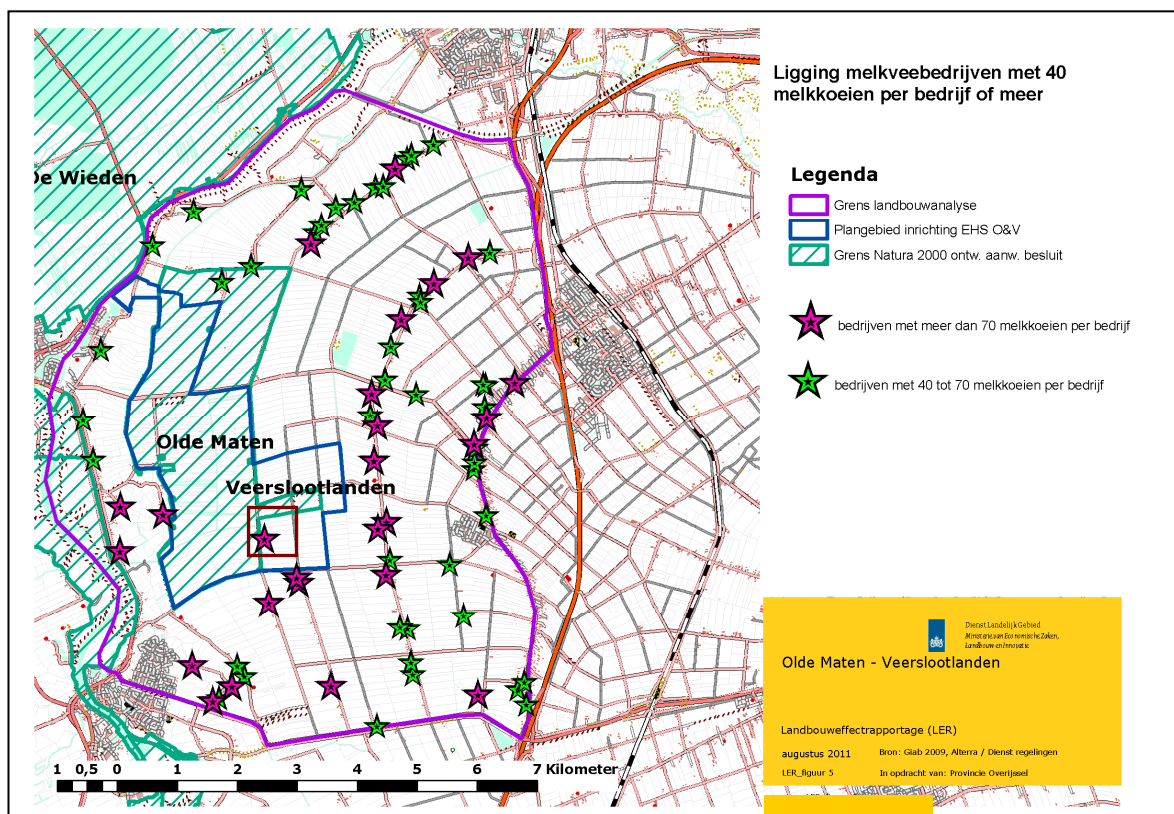 Ligging melkveebedrijven met 40
melkkoeien per bedrijf of meer
De Wieden
Legenda
Grens landbouwanalyse
Plangebied inrichting EHS O&V
Grens Natura 2000 ontw. aanw. besluit
bedrijven met meer dan 70 melkkoeien per bedrijf
bedrijven met 40 tot 70 melkkoeien per bedrijf
Olde Maten
Veerslootlanden
Dienst Landelijk Gebied
Ministerie van Economische Zaken,
Landbouw en Innovatie
Olde Maten - Veerslootlanden
Landbouweffectrapportage (LER)
augustus 2011
Bron: Giab 2009, Alterra / Dienst regelingen
LER_figuur 5
In opdracht van: Provincie Overijssel
1 0,5 0 1 2 3 4 5 6 7 Kilometer